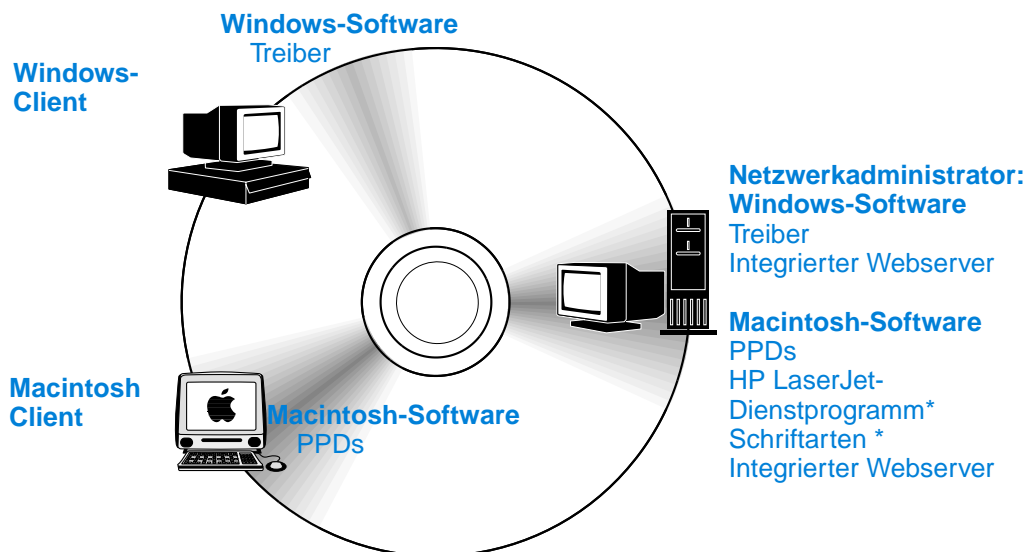 Windows-Software
Treiber
Windows-
Client
Netzwerkadministrator:
Windows-Software
Treiber
Integrierter Webserver
Macintosh-Software
PPDs
HP LaserJet-
Dienstprogramm*
Schriftarten *
Integrierter Webserver
Macintosh
Client
Macintosh-Software
PPDs